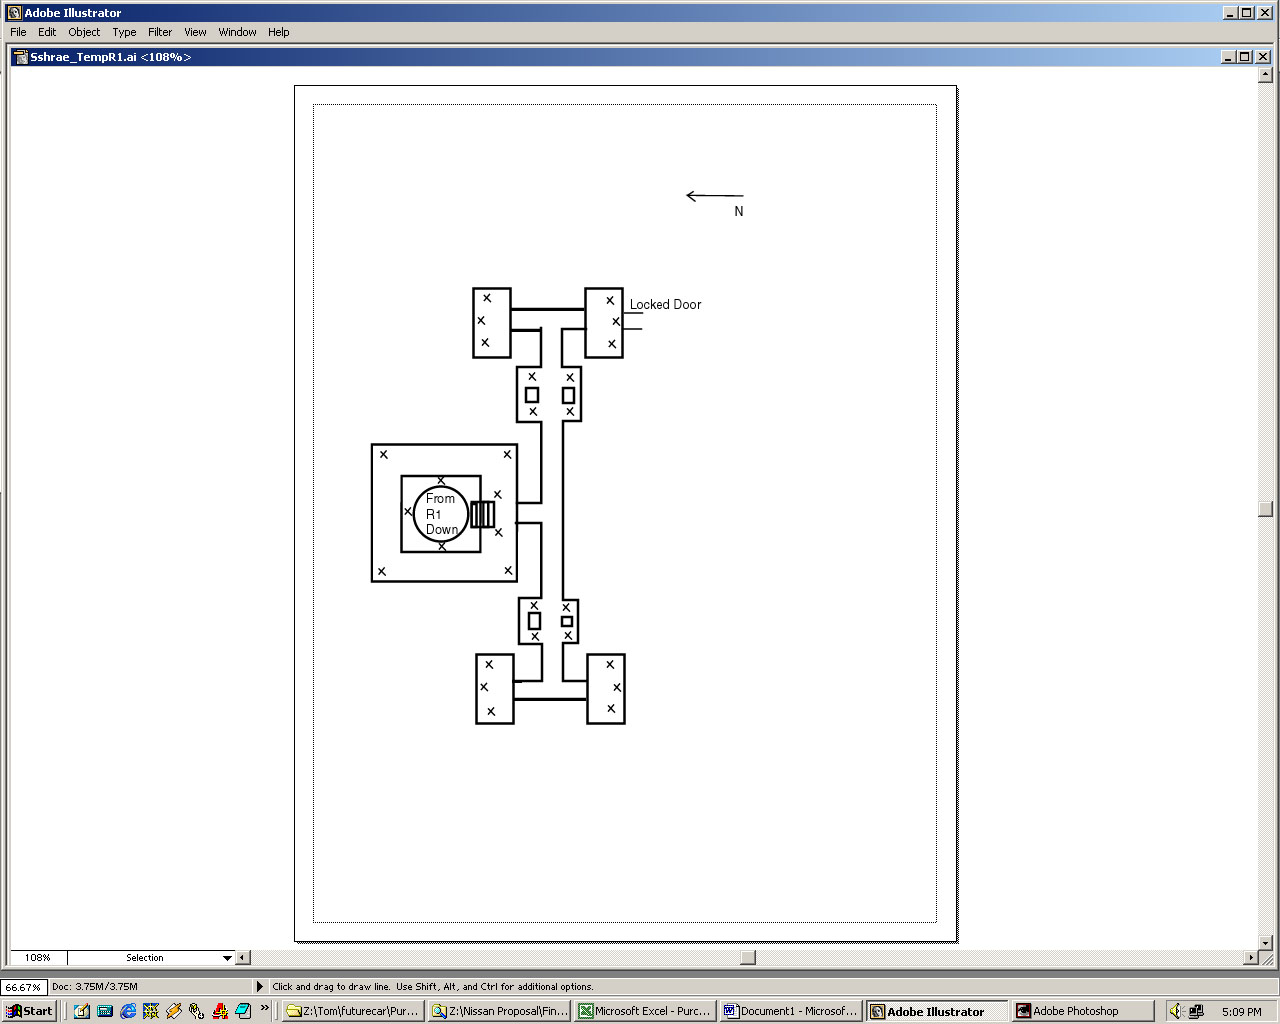 Adobe Illustrator
File Edit Object Type Filter View Window Help
Sshrae_TempR1.ai <108%>
N
Locked Door
From
R1
Down
108% Selection
66.67% Doc: 3.75M/3.75M Click and drag to draw line. Use Shift, Alt, and Ctrl for additional options.
Start » Z:\Tom\futurecar\Pur... Z:\Nissan Proposal\Fin... Microsoft Excel - Purc... Document1 - Microsof... Adobe Illustrator Adobe Photoshop 5:09 PM